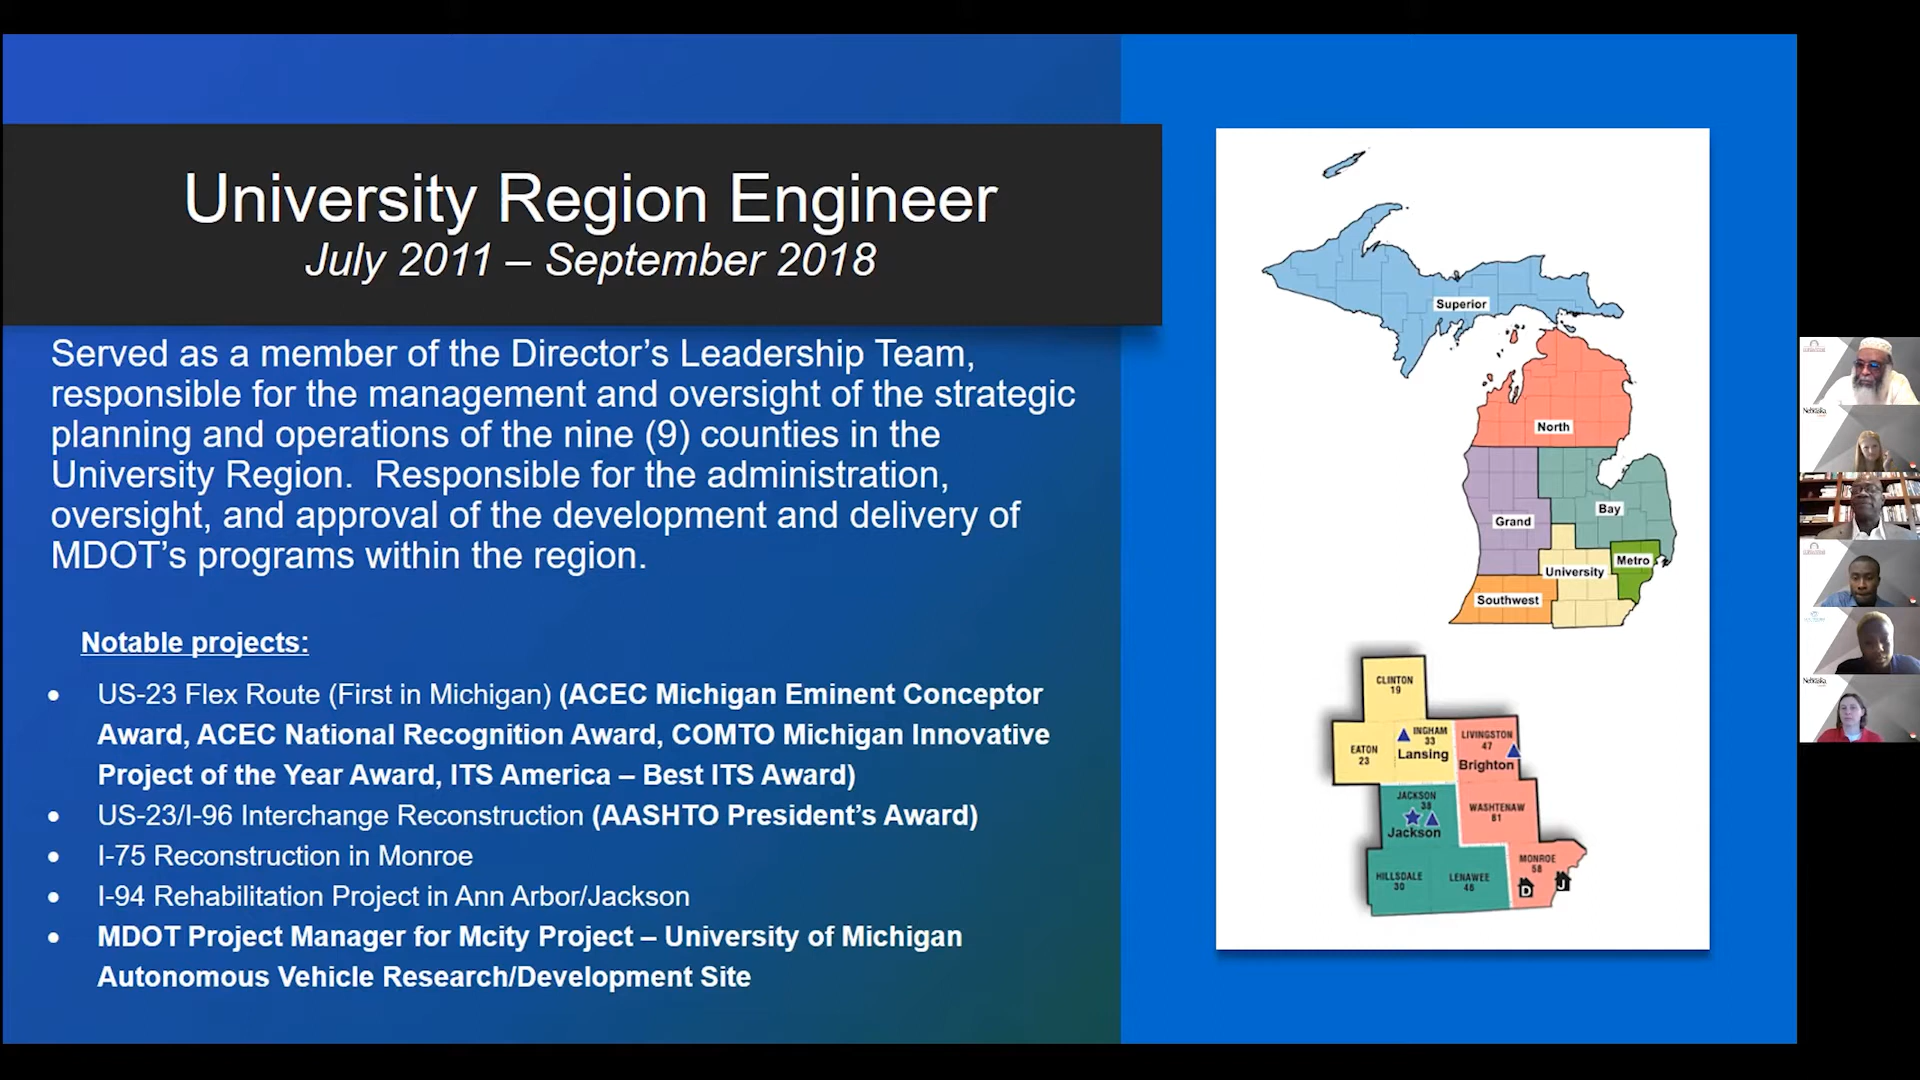 University Region Engineer
July 2011 – September 2018
Served as a member of the Director’s Leadership Team,
responsible for the management and oversight of the strategic
planning and operations of the nine (9) counties in the
University Region.  Responsible for the administration,
oversight, and approval of the development and delivery of
MDOT’s programs within the region.
Notable projects:
• US-23 Flex Route (First in Michigan) (ACEC Michigan Eminent Conceptor
Award, ACEC National Recognition Award, COMTO Michigan Innovative
Project of the Year Award, ITS America – Best ITS Award)
• US-23/I-96 Interchange Reconstruction (AASHTO President’s Award)
• I-75 Reconstruction in Monroe
• I-94 Rehabilitation Project in Ann Arbor/Jackson
• MDOT Project Manager for Mcity Project – University of Michigan
Autonomous Vehicle Research/Development Site
Superior
North
Grand
Bay
University
Metro
Southwest
CLINTON
19
EATON
23
INGHAM
33
Lansing
LIVINGSTON
47
Brighton
JACKSON
38
Jackson
WASHTENAW
81
HILLSDALE
30
LENAWEE
46
MONROE
58
D
J
Nebraska
Nebraska